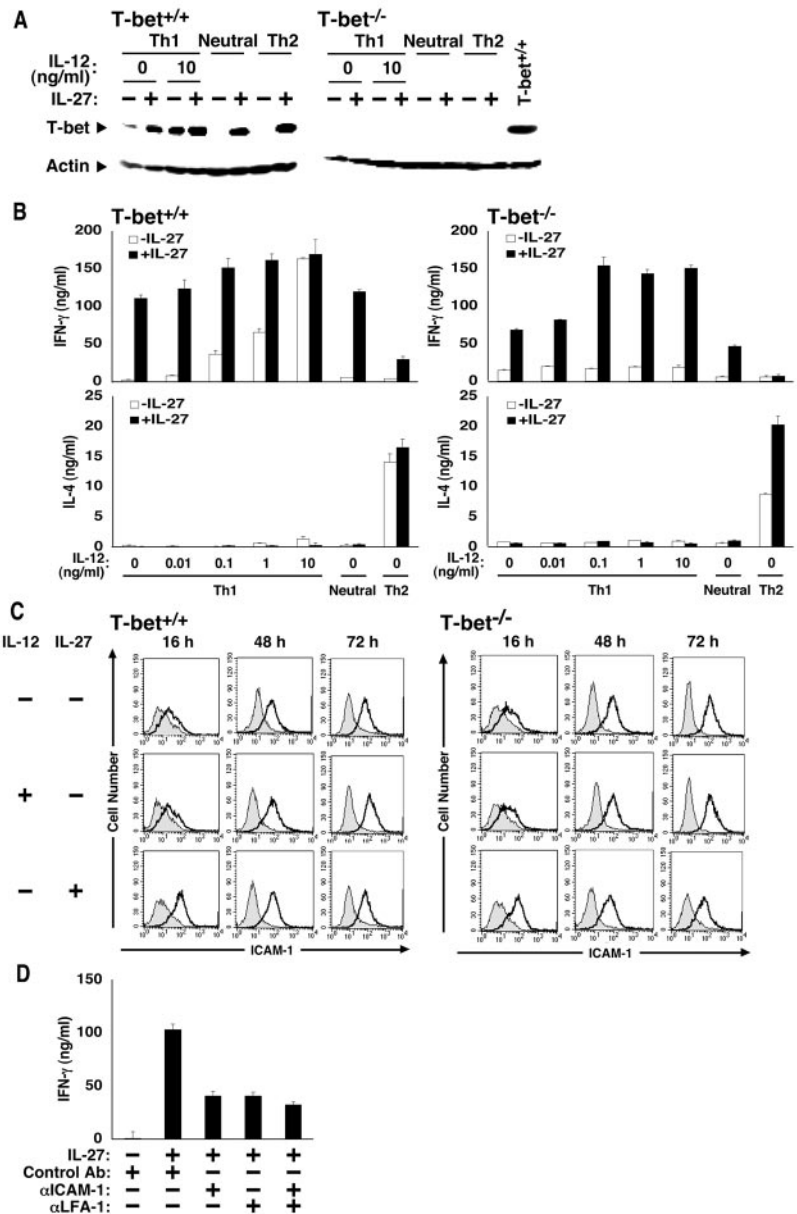 A
T-bet+/+
T-bet-/-
Th1 Neutral Th2
Th1 Neutral Th2
T-bet+/+
IL-12 :
(ng/ml)
0 10
0 10
IL-27: − + − + − + − +
− + − + − + − +
T-bet
Actin
B
T-bet+/+
T-bet-/-
-IL-27
+IL-27
-IL-27
+IL-27
IFN-γ (ng/ml)
200
150
100
50
0
IFN-γ (ng/ml)
200
150
100
50
0
-IL-27
+IL-27
-IL-27
+IL-27
IL-4 (ng/ml)
25
20
15
10
5
0
IL-4 (ng/ml)
25
20
15
10
5
0
IL-12 :
(ng/ml)
0 0.01 0.1 1 10 0 0
Th1 Neutral Th2
IL-12 :
(ng/ml)
0 0.01 0.1 1 10 0 0
Th1 Neutral Th2
C
T-bet+/+
T-bet-/-
IL-12 IL-27
16 h 48 h 72 h
16 h 48 h 72 h
− −
+ −
− +
Cell Number
Cell Number
ICAM-1
ICAM-1
D
IFN-γ (ng/ml)
150
100
50
0
IL-27: − + + + +
Control Ab: + + − − −
αICAM-1: − − + − +
αLFA-1: − − − + +